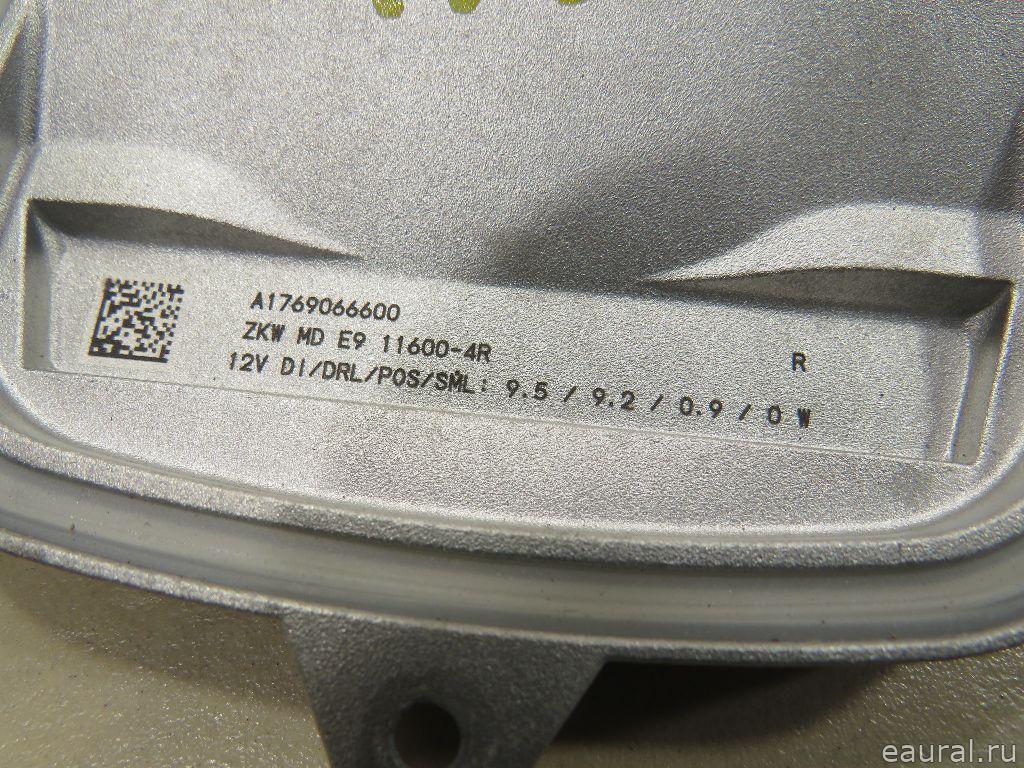 A1769066600
ZKW MD E9 11600-4R R
12V DI/DRL/POS/SML: 9.5 / 9.2 / 0.9 / 0 W
eaural.ru